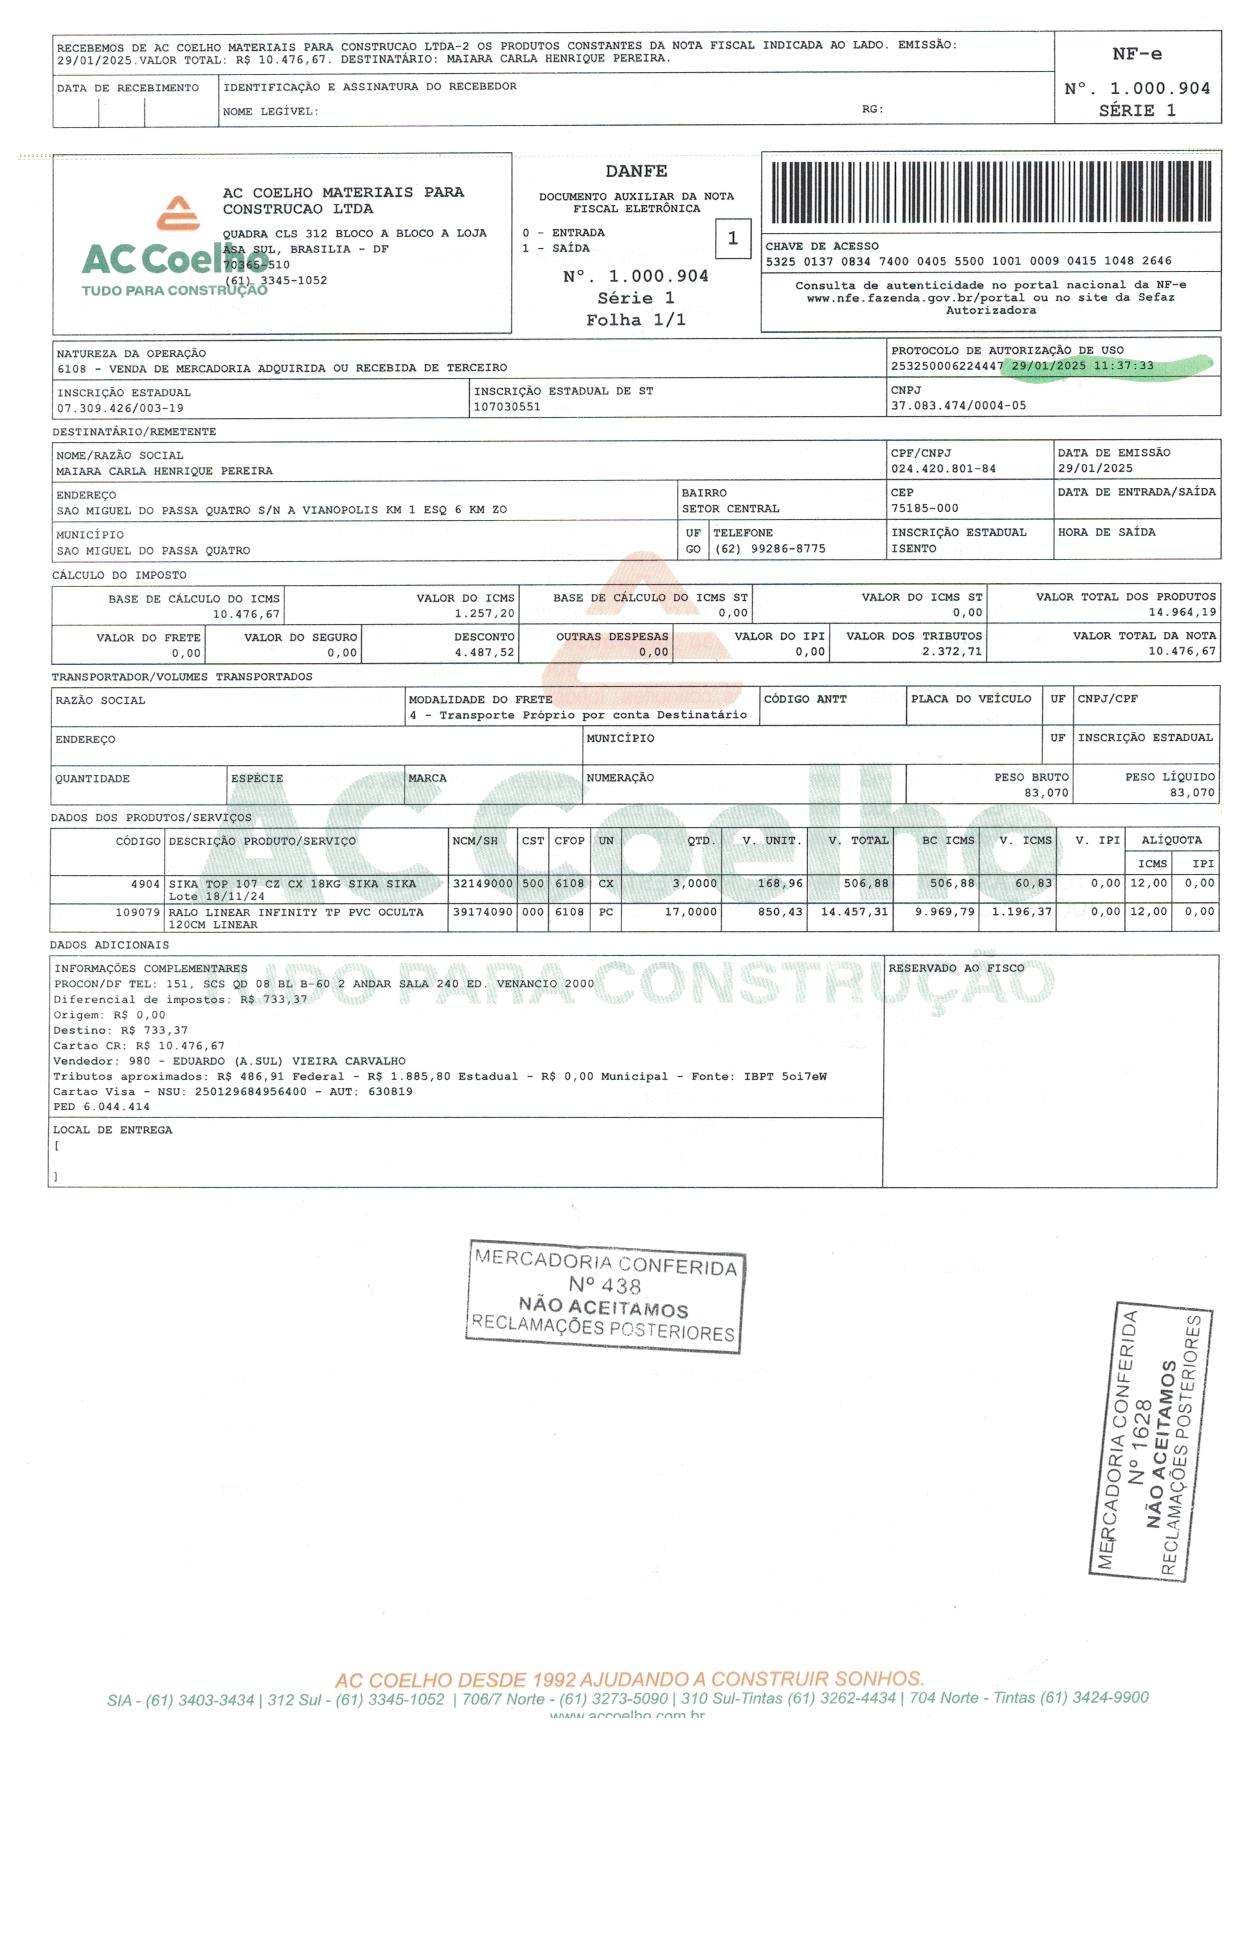 RECEBEMOS DE AC COELHO MATERIAIS PARA CONSTRUCAO LTDA-2 OS PRODUTOS CONSTANTES DA NOTA FISCAL INDICADA AO LADO. EMISSÃO:
29/01/2025.VALOR TOTAL: R$ 10.476,67. DESTINATÁRIO: MAIARA CARLA HENRIQUE PEREIRA.
DATA DE RECEBIMENTO IDENTIFICAÇÃO E ASSINATURA DO RECEBEDOR
NOME LEGÍVEL: RG:
NF-e
Nº. 1.000.904
SÉRIE 1
AC Coelho
TUDO PARA CONSTRUÇÃO
AC COELHO MATERIAIS PARA
CONSTRUCAO LTDA
QUADRA CLS 312 BLOCO A BLOCO A LOJA
ASA SUL, BRASILIA - DF
70365-510
(61) 3345-1052
DANFE
DOCUMENTO AUXILIAR DA NOTA
FISCAL ELETRÔNICA
0 - ENTRADA
1 - SAÍDA
1
Nº. 1.000.904
Série 1
Folha 1/1
CHAVE DE ACESSO
5325 0137 0834 7400 0405 5500 1001 0009 0415 1048 2646
Consulta de autenticidade no portal nacional da NF-e
www.nfe.fazenda.gov.br/portal ou no site da Sefaz
Autorizadora
NATUREZA DA OPERAÇÃO PROTOCOLO DE AUTORIZAÇÃO DE USO
6108 - VENDA DE MERCADORIA ADQUIRIDA OU RECEBIDA DE TERCEIRO 253250006224447 29/01/2025 11:37:33
INSCRIÇÃO ESTADUAL INSCRIÇÃO ESTADUAL DE ST CNPJ
07.309.426/003-19 107030551 37.083.474/0004-05
DESTINATÁRIO/REMETENTE
NOME/RAZÃO SOCIAL CPF/CNPJ DATA DE EMISSÃO
MAIARA CARLA HENRIQUE PEREIRA 024.420.801-84 29/01/2025
ENDEREÇO BAIRRO CEP DATA DE ENTRADA/SAÍDA
SAO MIGUEL DO PASSA QUATRO S/N A VIANOPOLIS KM 1 ESQ 6 KM ZO SETOR CENTRAL 75185-000
MUNICÍPIO UF TELEFONE INSCRIÇÃO ESTADUAL HORA DE SAÍDA
SAO MIGUEL DO PASSA QUATRO GO (62) 99286-8775 ISENTO
CÁLCULO DO IMPOSTO
BASE DE CÁLCULO DO ICMS VALOR DO ICMS BASE DE CÁLCULO DO ICMS ST VALOR DO ICMS ST VALOR TOTAL DOS PRODUTOS
10.476,67 1.257,20 0,00 0,00 14.964,19
VALOR DO FRETE VALOR DO SEGURO DESCONTO OUTRAS DESPESAS VALOR DO IPI VALOR DOS TRIBUTOS VALOR TOTAL DA NOTA
0,00 0,00 4.487,52 0,00 0,00 2.372,71 10.476,67
TRANSPORTADOR/VOLUMES TRANSPORTADOS
RAZÃO SOCIAL MODALIDADE DO FRETE CÓDIGO ANTT PLACA DO VEÍCULO UF CNPJ/CPF
4 - Transporte Próprio por conta Destinatário
ENDEREÇO MUNICÍPIO UF INSCRIÇÃO ESTADUAL
QUANTIDADE ESPÉCIE MARCA NUMERAÇÃO PESO BRUTO PESO LÍQUIDO
83,070 83,070
DADOS DOS PRODUTOS/SERVIÇOS
CÓDIGO DESCRIÇÃO PRODUTO/SERVIÇO NCM/SH CST CFOP UN QTD. V. UNIT. V. TOTAL BC ICMS V. ICMS V. IPI ALÍQUOTA
ICMS IPI
4904 SIKA TOP 107 CZ CX 18KG SIKA SIKA 32149000 500 6108 CX 3,0000 168,96 506,88 506,88 60,83 0,00 12,00 0,00
Lote 18/11/24
109079 RALO LINEAR INFINITY TP PVC OCULTA 39174090 000 6108 PC 17,0000 850,43 14.457,31 9.969,79 1.196,37 0,00 12,00 0,00
120CM LINEAR
AC Coelho
TUDO PARA CONSTRUÇÃO
DADOS ADICIONAIS
INFORMAÇÕES COMPLEMENTARES RESERVADO AO FISCO
PROCON/DF TEL: 151, SCS QD 08 BL B-60 2 ANDAR SALA 240 ED. VENANCIO 2000
Diferencial de impostos: R$ 733,37
Origem: R$ 0,00
Destino: R$ 733,37
Cartao CR: R$ 10.476,67
Vendedor: 980 - EDUARDO (A.SUL) VIEIRA CARVALHO
Tributos aproximados: R$ 486,91 Federal - R$ 1.885,80 Estadual - R$ 0,00 Municipal - Fonte: IBPT 5oi7eW
Cartao Visa - NSU: 250129684956400 - AUT: 630819
PED 6.044.414
LOCAL DE ENTREGA
[
]
MERCADORIA CONFERIDA
Nº 438
NÃO ACEITAMOS
RECLAMAÇÕES POSTERIORES
MERCADORIA CONFERIDA
Nº 1628
NÃO ACEITAMOS
RECLAMAÇÕES POSTERIORES
AC COELHO DESDE 1992 AJUDANDO A CONSTRUIR SONHOS.
SIA - (61) 3403-3434 | 312 Sul - (61) 3345-1052 | 706/7 Norte - (61) 3273-5090 | 310 Sul-Tintas (61) 3262-4434 | 704 Norte - Tintas (61) 3424-9900
www.accoelho.com.br